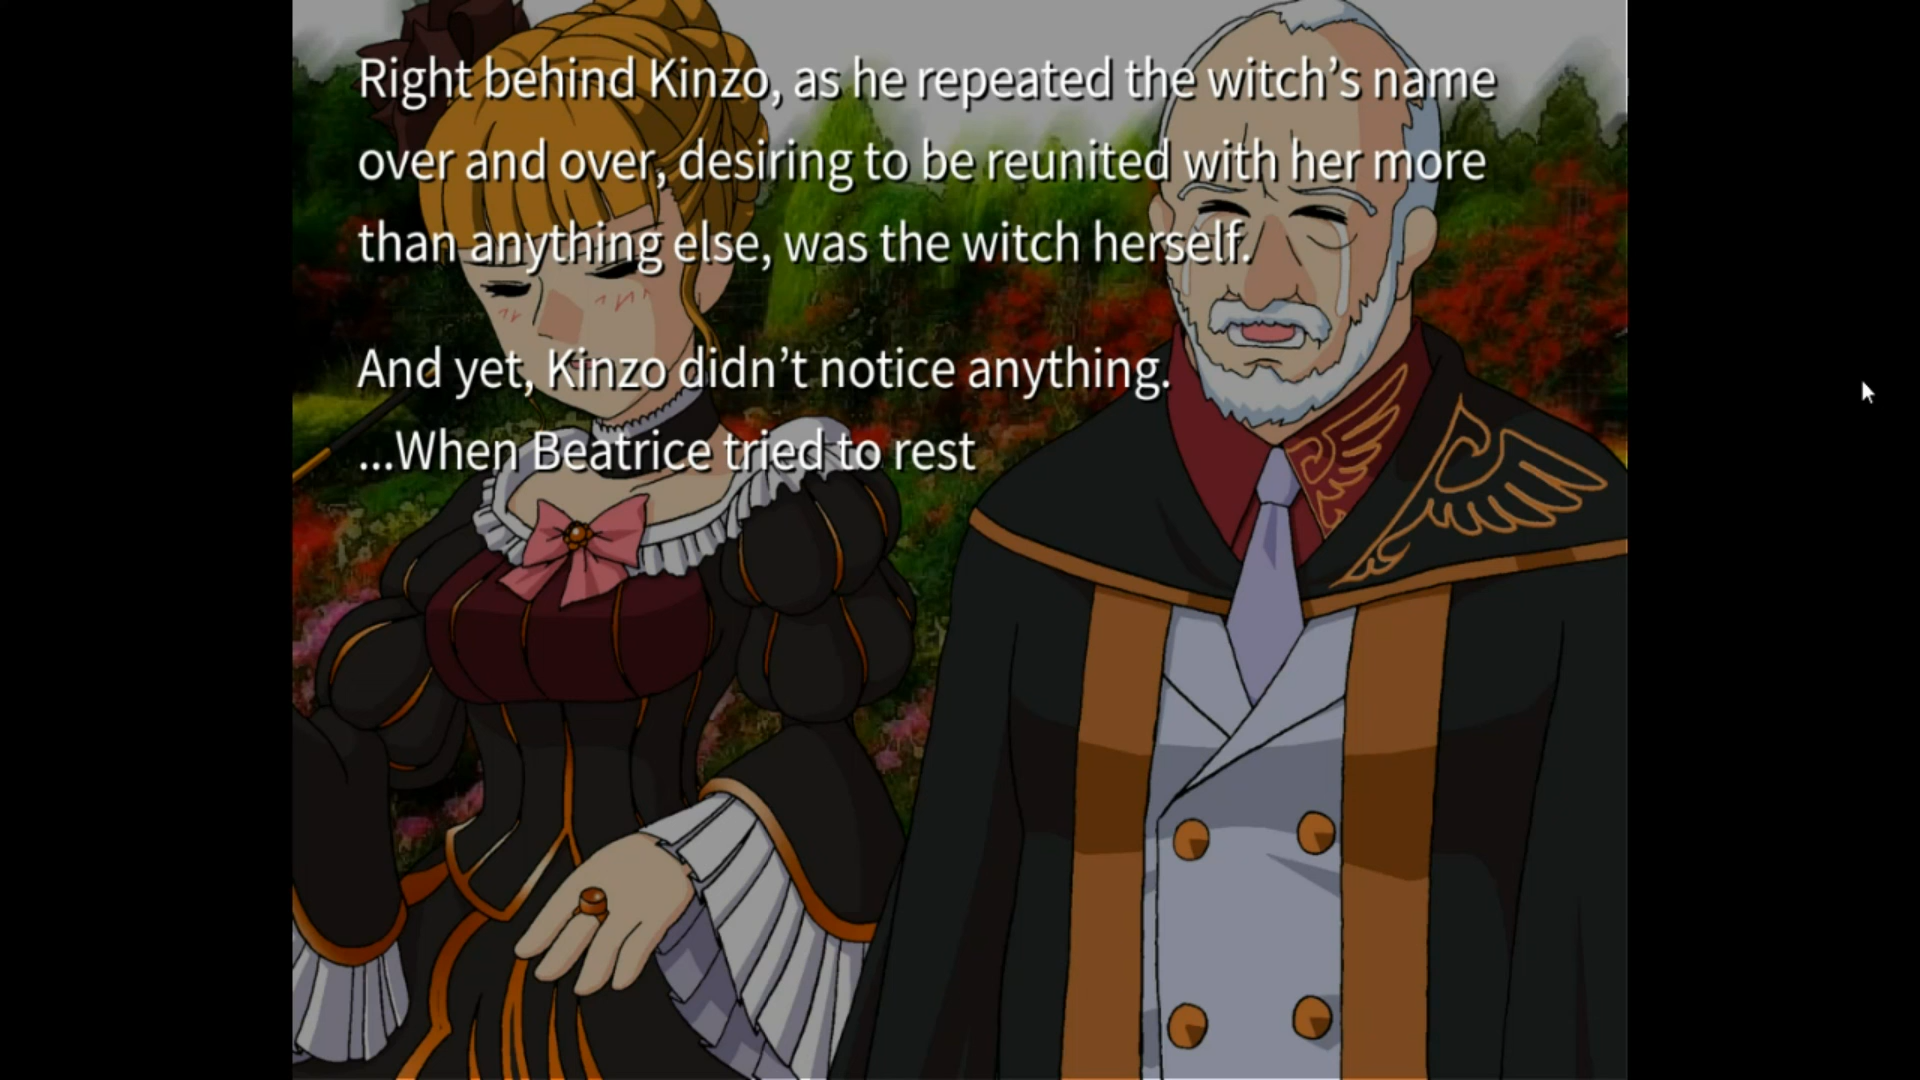 Right behind Kinzo, as he repeated the witch’s name
over and over, desiring to be reunited with her more
than anything else, was the witch herself.
And yet, Kinzo didn’t notice anything.
...When Beatrice tried to rest